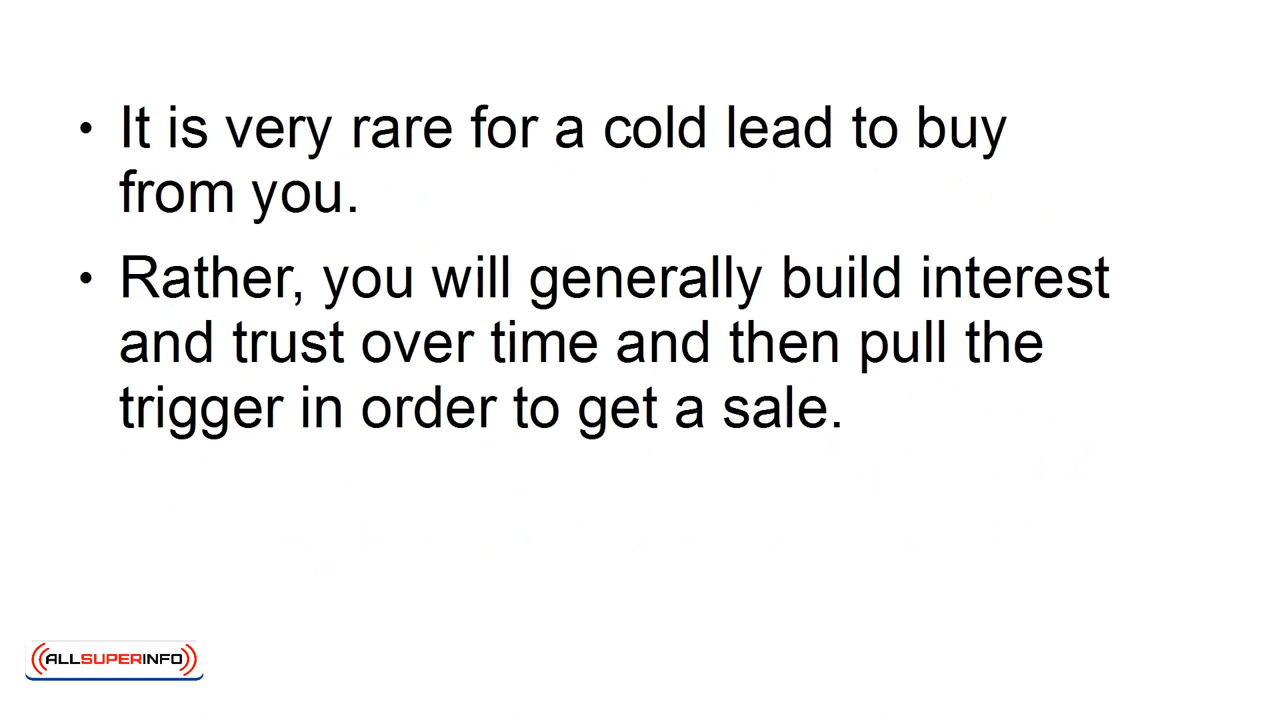 • It is very rare for a cold lead to buy
from you.
• Rather, you will generally build interest
and trust over time and then pull the
trigger in order to get a sale.
ALLSUPERINFO